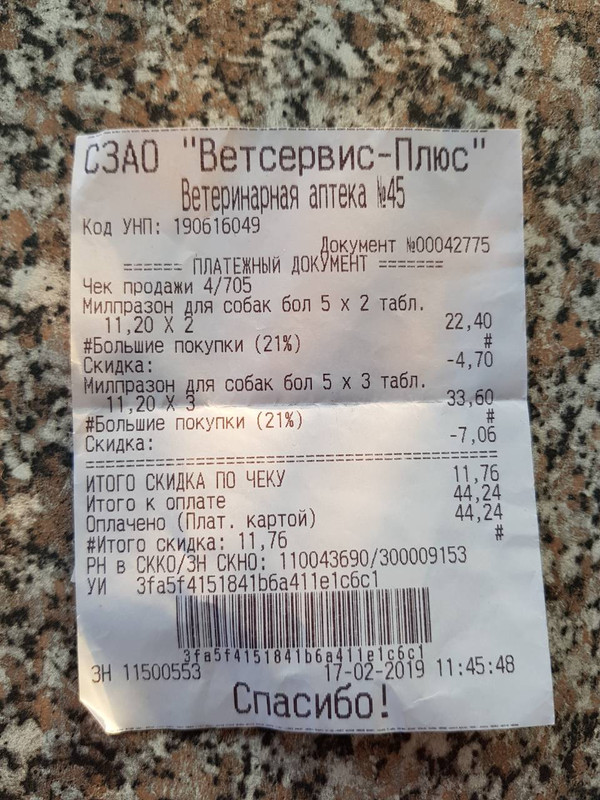 СЗАО "Ветсервис-Плюс"
Ветеринарная аптека №45
Код УНП: 190616049
Документ №00042775
====== ПЛАТЕЖНЫЙ ДОКУМЕНТ =======
Чек продажи 4/705
Милпразон для собак бол 5 х 2 табл.
11,20 X 2 22,40
#Большие покупки (21%) #
Скидка: -4,70
Милпразон для собак бол 5 х 3 табл.
11,20 X 3 33,60
#Большие покупки (21%) #
Скидка: -7,06
==========================================
ИТОГО СКИДКА ПО ЧЕКУ 11,76
Итого к оплате 44,24
Оплачено (Плат. картой) 44,24
#Итого скидка: 11,76 #
РН в СККО/ЗН СКНО: 110043690/300009153
УИ 3fa5f4151841b6a411e1c6c1
3fa5f4151841b6a411e1c6c1
ЗН 11500553 17-02-2019 11:45:48
Спасибо!